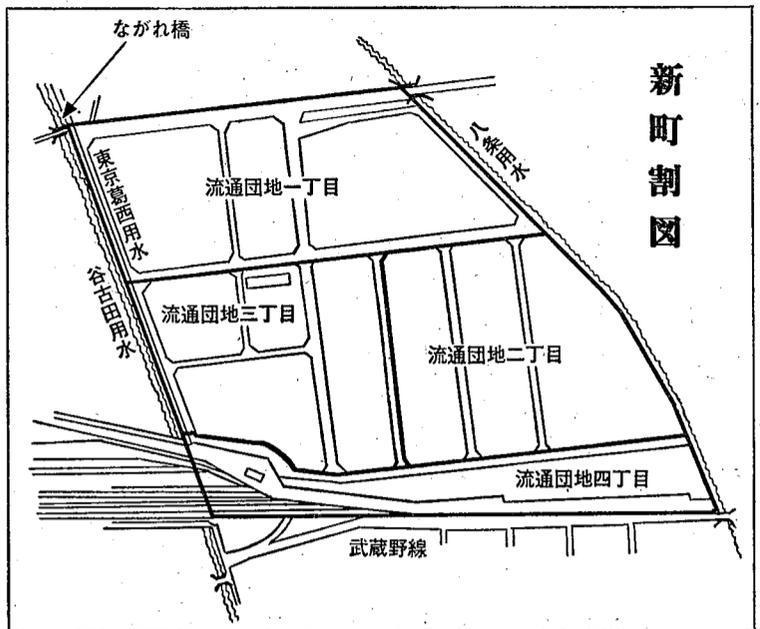 ながれ橋
新町割図
八条用水
東京葛西用水
流通団地一丁目
谷古田用水
流通団地三丁目
流通団地二丁目
流通団地四丁目
武蔵野線